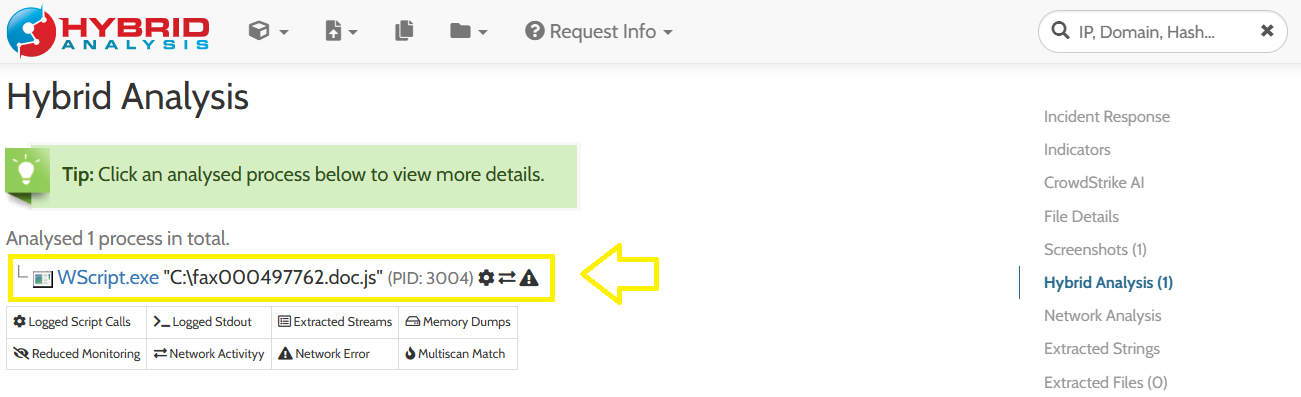 HYBRID
ANALYSIS
Request Info
IP, Domain, Hash...
Hybrid Analysis
Tip: Click an analysed process below to view more details.
Analysed 1 process in total.
WScript.exe "C:\fax000497762.doc.js" (PID: 3004)
Logged Script Calls
Logged Stdout
Extracted Streams
Memory Dumps
Reduced Monitoring
Network Activityy
Network Error
Multiscan Match
Incident Response
Indicators
CrowdStrike AI
File Details
Screenshots (1)
Hybrid Analysis (1)
Network Analysis
Extracted Strings
Extracted Files (0)